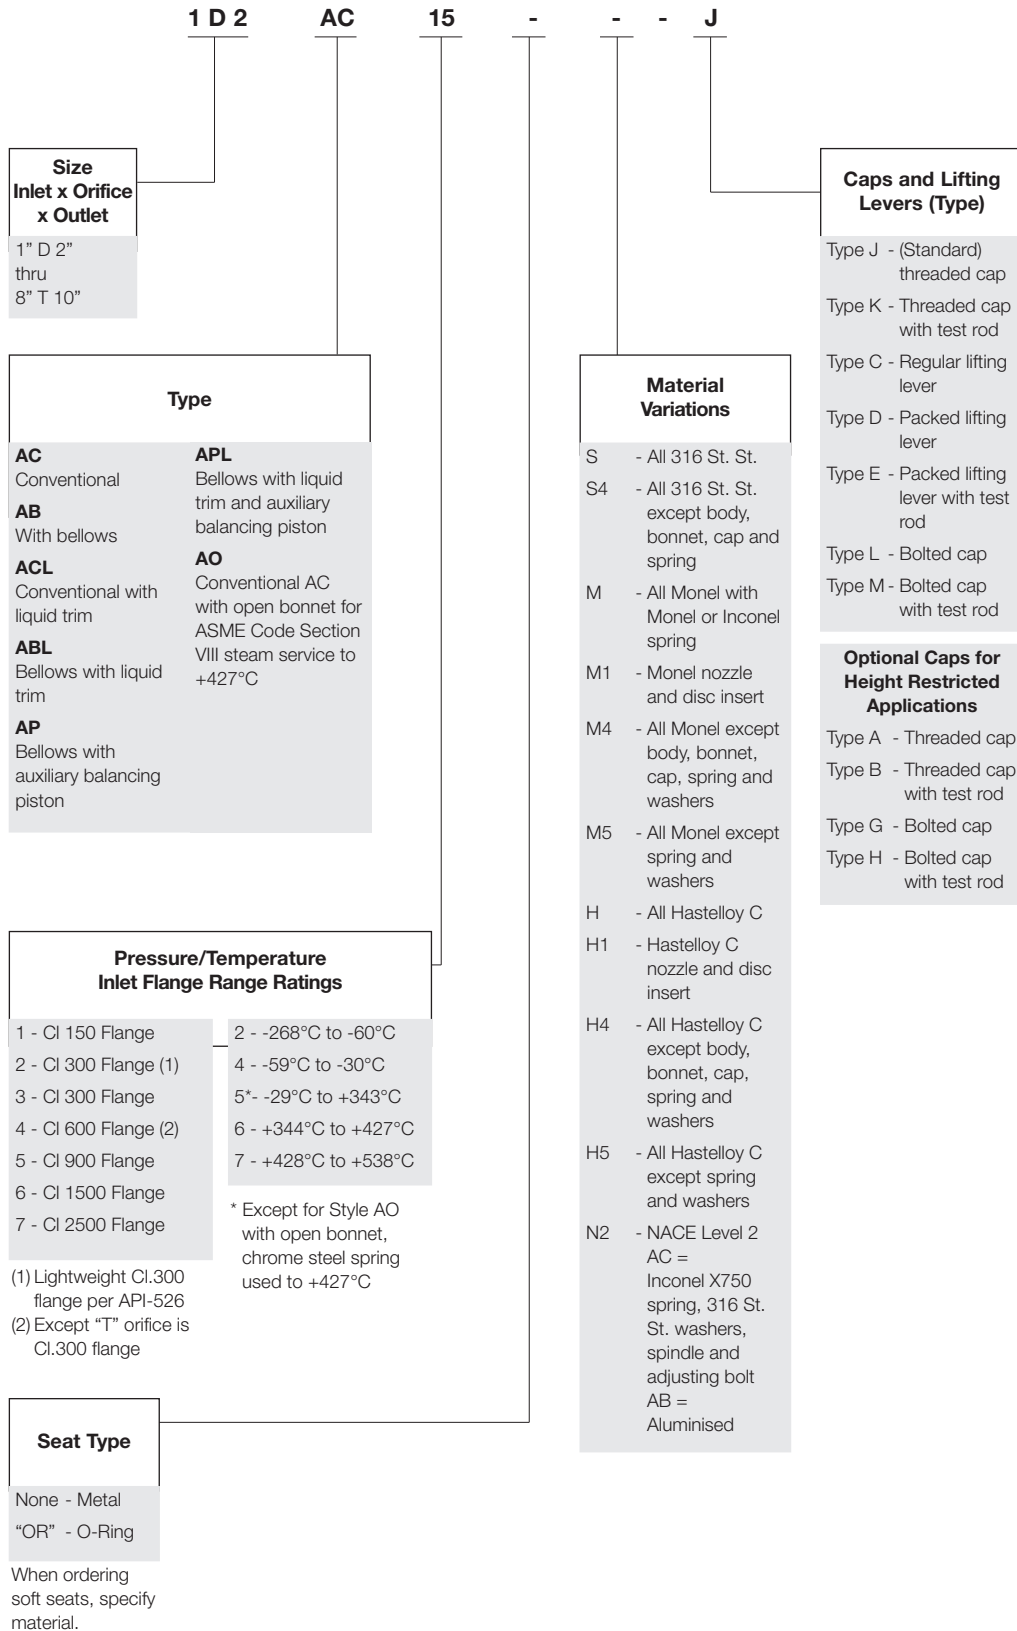 1 D 2 AC 15 - - - J
Size
Inlet x Orifice
x Outlet
1” D 2”
thru
8” T 10”
Type
AC
Conventional
AB
With bellows
ACL
Conventional with
liquid trim
ABL
Bellows with liquid
trim
AP
Bellows with
auxiliary balancing
piston
APL
Bellows with liquid
trim and auxiliary
balancing piston
AO
Conventional AC
with open bonnet for
ASME Code Section
VIII steam service to
+427°C
Pressure/Temperature
Inlet Flange Range Ratings
1 - Cl 150 Flange
2 - Cl 300 Flange (1)
3 - Cl 300 Flange
4 - Cl 600 Flange (2)
5 - Cl 900 Flange
6 - Cl 1500 Flange
7 - Cl 2500 Flange
(1) Lightweight Cl.300
flange per API-526
(2) Except “T” orifice is
Cl.300 flange
2 - -268°C to -60°C
4 - -59°C to -30°C
5*- -29°C to +343°C
6 - +344°C to +427°C
7 - +428°C to +538°C
* Except for Style AO
with open bonnet,
chrome steel spring
used to +427°C
Seat Type
None - Metal
“OR” - O-Ring
When ordering
soft seats, specify
material.
Material
Variations
S - All 316 St. St.
S4 - All 316 St. St.
except body,
bonnet, cap and
spring
M - All Monel with
Monel or Inconel
spring
M1 - Monel nozzle
and disc insert
M4 - All Monel except
body, bonnet,
cap, spring and
washers
M5 - All Monel except
spring and
washers
H - All Hastelloy C
H1 - Hastelloy C
nozzle and disc
insert
H4 - All Hastelloy C
except body,
bonnet, cap,
spring and
washers
H5 - All Hastelloy C
except spring
and washers
N2 - NACE Level 2
AC =
Inconel X750
spring, 316 St.
St. washers,
spindle and
adjusting bolt
AB =
Aluminised
Caps and Lifting
Levers (Type)
Type J - (Standard)
threaded cap
Type K - Threaded cap
with test rod
Type C - Regular lifting
lever
Type D - Packed lifting
lever
Type E - Packed lifting
lever with test
rod
Type L - Bolted cap
Type M - Bolted cap
with test rod
Optional Caps for
Height Restricted
Applications
Type A - Threaded cap
Type B - Threaded cap
with test rod
Type G - Bolted cap
Type H - Bolted cap
with test rod